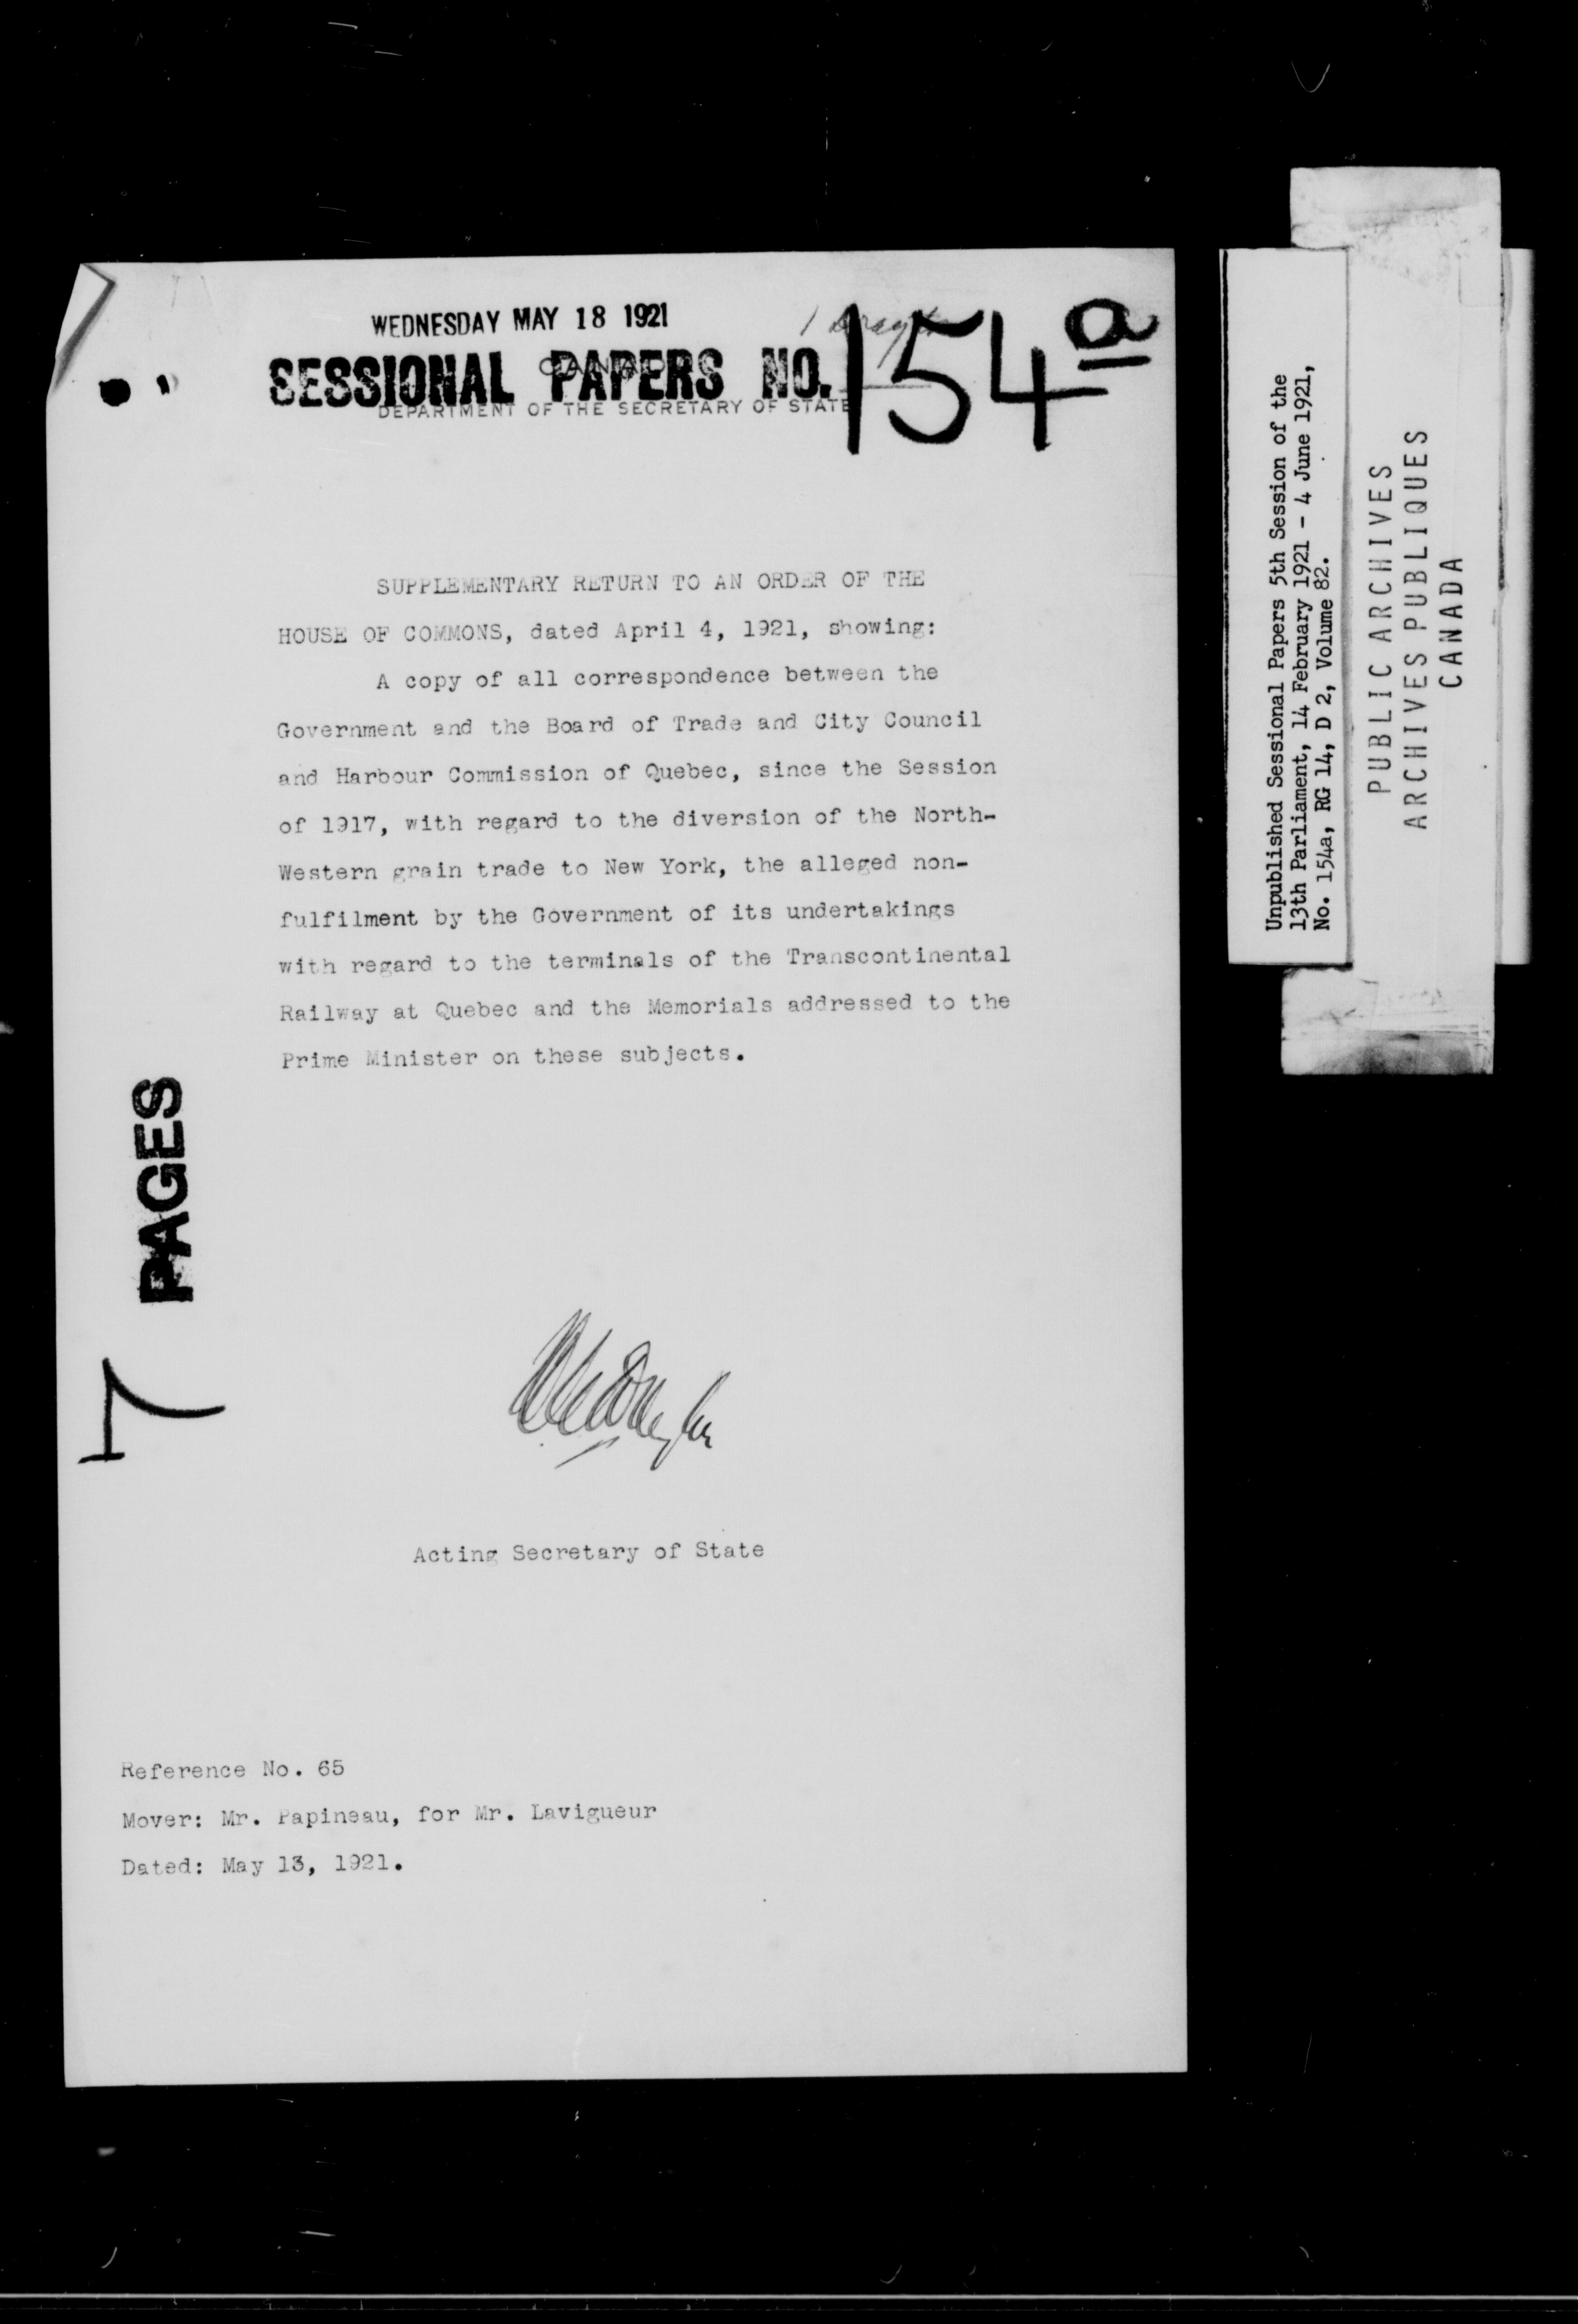 WEDNESDAY MAY 18 1921
SESSIONAL PAPERS NO. 154a
CANADA
DEPARTMENT OF THE SECRETARY OF STATE
SUPPLEMENTARY RETURN TO AN ORDER OF THE
HOUSE OF COMMONS, dated April 4, 1921, showing:
A copy of all correspondence between the
Government and the Board of Trade and City Council
and Harbour Commission of Quebec, since the Session
of 1917, with regard to the diversion of the North-
Western grain trade to New York, the alleged non-
fulfilment by the Government of its undertakings
with regard to the terminals of the Transcontinental
Railway at Quebec and the Memorials addressed to the
Prime Minister on these subjects.
7 PAGES
Acting Secretary of State
Reference No. 65
Mover: Mr. Papineau, for Mr. Lavigueur
Dated: May 13, 1921.
Unpublished Sessional Papers 5th Session of the
13th Parliament, 14 February 1921 - 4 June 1921,
No. 154a, RG 14, D 2, Volume 82.
PUBLIC ARCHIVES
ARCHIVES PUBLIQUES
CANADA